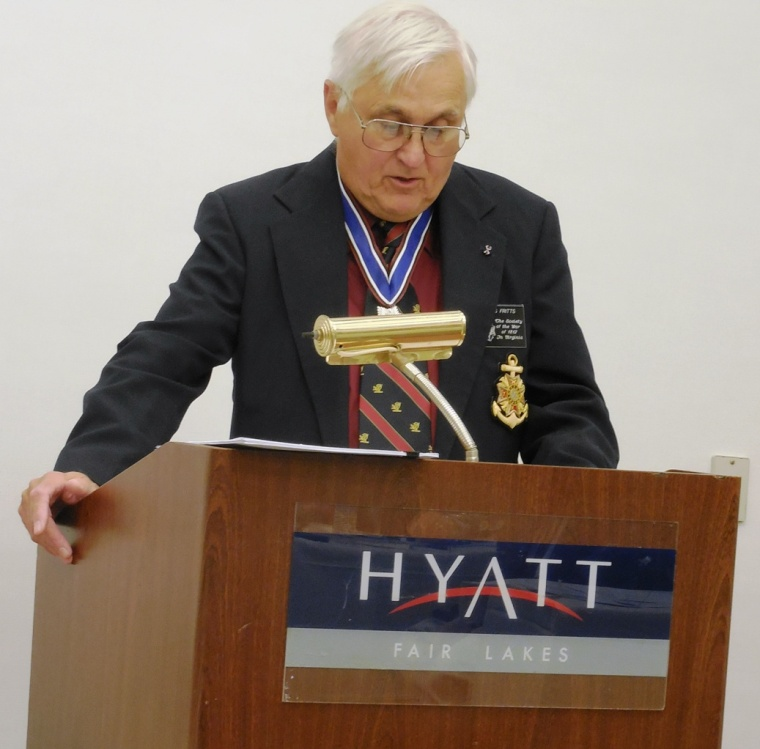 FRITTS
The Society
of the War
of 1812
In Virginia
HYATT
FAIR LAKES